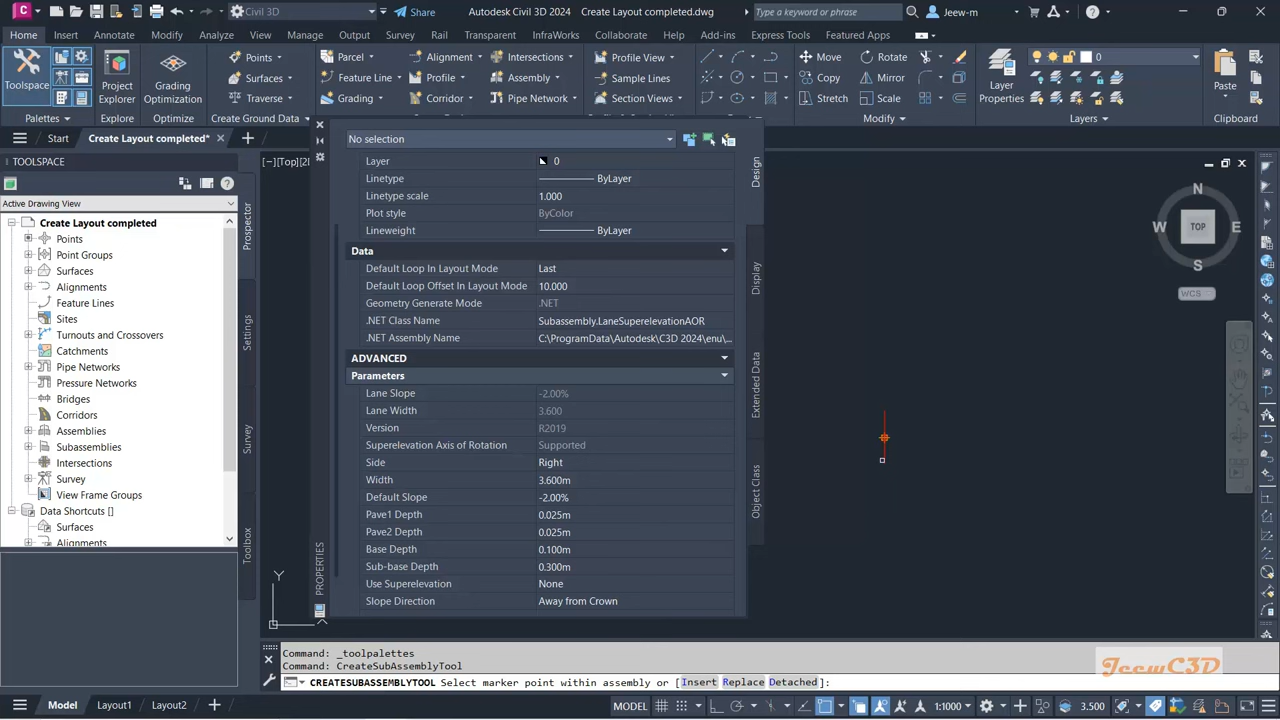 Civil 3D
Share
Autodesk Civil 3D 2024
Create Layout completed.dwg
Type a keyword or phrase
Jeew-m
Home
Insert
Annotate
Modify
Analyze
View
Manage
Output
Survey
Rail
Transparent
InfraWorks
Collaborate
Help
Add-ins
Express Tools
Featured Apps
Toolspace
Project
Explorer
Grading
Optimization
Points
Surfaces
Traverse
Parcel
Feature Line
Grading
Alignment
Profile
Corridor
Intersections
Assembly
Pipe Network
Profile View
Sample Lines
Section Views
Move
Copy
Stretch
Rotate
Mirror
Scale
Layer
Properties
0
Paste
Palettes
Explore
Optimize
Create Ground Data
Modify
Layers
Start
Create Layout completed*
TOOLSPACE
Active Drawing View
Create Layout completed
Points
Point Groups
Surfaces
Alignments
Feature Lines
Sites
Turnouts and Crossings
Catchments
Pipe Networks
Pressure Networks
Bridges
Corridors
Assemblies
Subassemblies
Intersections
Survey
View Frame Groups
Data Shortcuts []
Surfaces
Alignments
Prospector
Settings
Survey
Toolbox
[−][Top][2
No selection
Layer 0
Linetype ByLayer
Linetype scale 1.000
Plot style ByColor
Lineweight ByLayer
Data
Default Loop In Layout Mode Last
Default Loop Offset In Layout Mode 10.000
Geometry Generate Mode .NET
.NET Class Name Subassembly.LaneSuperelevationAOR
.NET Assembly Name C:\ProgramData\Autodesk\C3D 2024\enu\...
ADVANCED
Parameters
Lane Slope -2.00%
Lane Width 3.600
Version R2019
Superelevation Axis of Rotation Supported
Side Right
Width 3.600m
Default Slope -2.00%
Pave1 Depth 0.025m
Pave2 Depth 0.025m
Base Depth 0.100m
Sub-base Depth 0.300m
Use Superelevation None
Slope Direction Away from Crown
PROPERTIES
Design
Display
Extended Data
Object Class
N
W TOP E
S
WCS
Y
Command: _toolpalettes
Command: CreateSubAssemblyTool
CREATESUBASSEMBLYTOOL Select marker point within assembly or [Insert Replace Detached]:
JeewC3D
Model
Layout1
Layout2
MODEL
1:1000
3.500